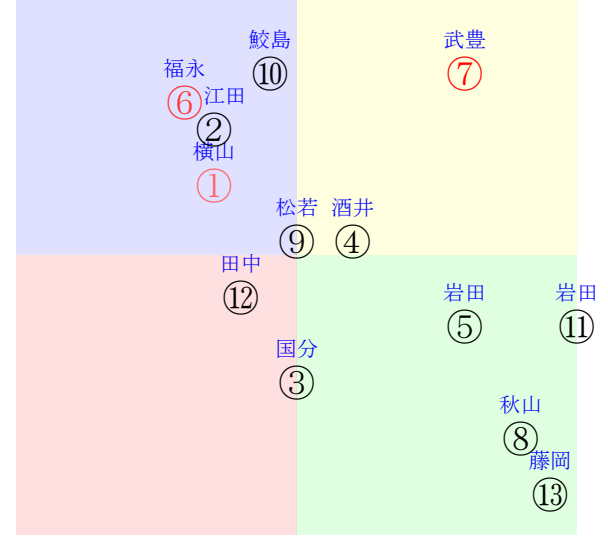 鮫島
武豊
福永
⑩
⑦
⑥
江田
②
横山
①
松若
酒井
⑨
④
田中
⑫
岩田
岩田
⑤
⑪
国分
③
秋山
⑧
藤岡
⑬